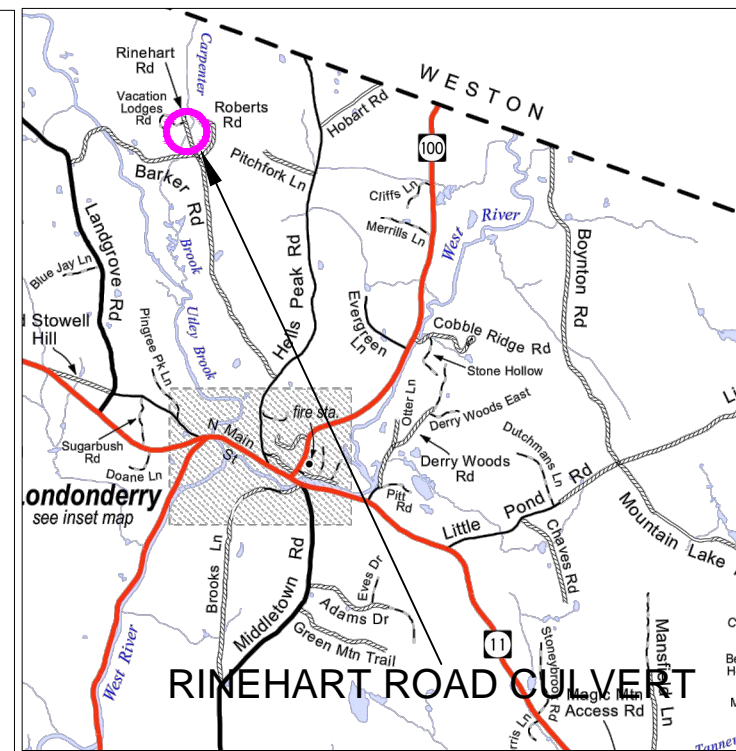 WESTON
Rinehart
Rd
Carpenter
Vacation
Lodges
Rd
Roberts
Rd
Hobart Rd
100
Pitchfork Ln
Barker Rd
Cliffs Ln
Merrills Ln
West River
Landgrove Rd
Blue Jay Ln
Brook
Utley Brook
Hells Peak Rd
Boynton Rd
Stowell
Hill
Pingree Pk Ln
Evergreen
Ln
Cobble Ridge Rd
Stone Hollow
Otter Ln
Derry Woods East
fire sta.
N Main
St
Sugarbush
Rd
Doane Ln
Derry Woods
Rd
Dutchmans Ln
Li
ondonderry
see inset map
Pitt
Rd
Little Pond Rd
Mountain Lake
Brooks Ln
Middletown Rd
Eves Dr
Adams Dr
Green Mtn Trail
Chaves Rd
11
Stoneybrook Rd
Mansfield Ln
West River
RINEHART ROAD CULVERT
Magic Mtn
Access Rd
rris Ln
Tanner